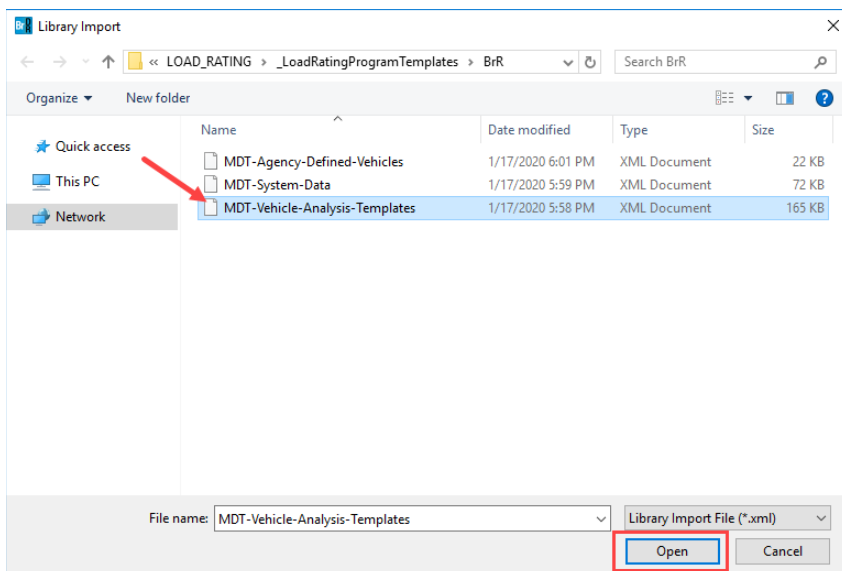 Br R Library Import
« LOAD_RATING > _LoadRatingProgramTemplates > BrR
Search BrR
Organize New folder
Name Date modified Type Size
Quick access
This PC
Network
MDT-Agency-Defined-Vehicles 1/17/2020 6:01 PM XML Document 22 KB
MDT-System-Data 1/17/2020 5:59 PM XML Document 72 KB
MDT-Vehicle-Analysis-Templates 1/17/2020 5:58 PM XML Document 165 KB
File name: MDT-Vehicle-Analysis-Templates Library Import File (*.xml)
Open Cancel